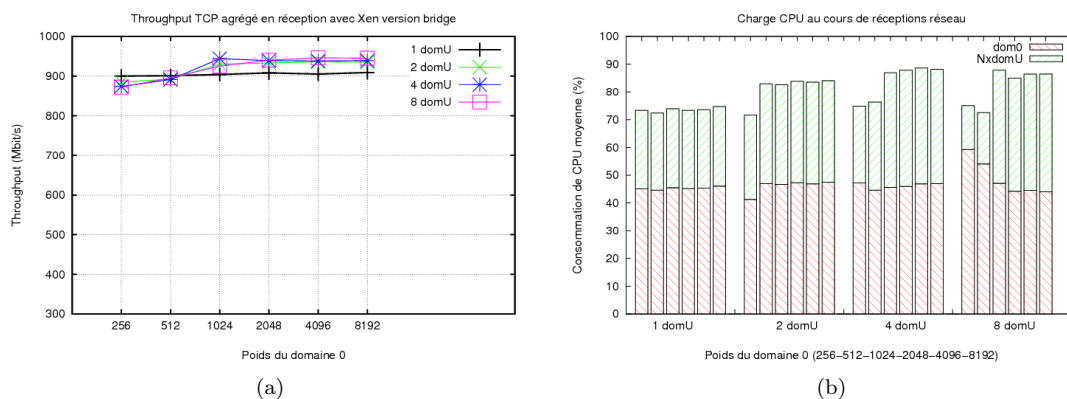 Throughput TCP agrégé en réception avec Xen version bridge
1000
900
800
700
600
500
400
300
Throughput (Mbit/s)
1 domU
2 domU
4 domU
8 domU
256
512
1024
2048
4096
8192
Poids du domaine 0
(a)
Charge CPU au cours de réceptions réseau
100
90
80
70
60
50
40
30
20
10
0
Consommation de CPU moyenne (%)
dom0
NxdomU
1 domU
2 domU
4 domU
8 domU
Poids du domaine 0 (256−512−1024−2048−4096−8192)
(b)